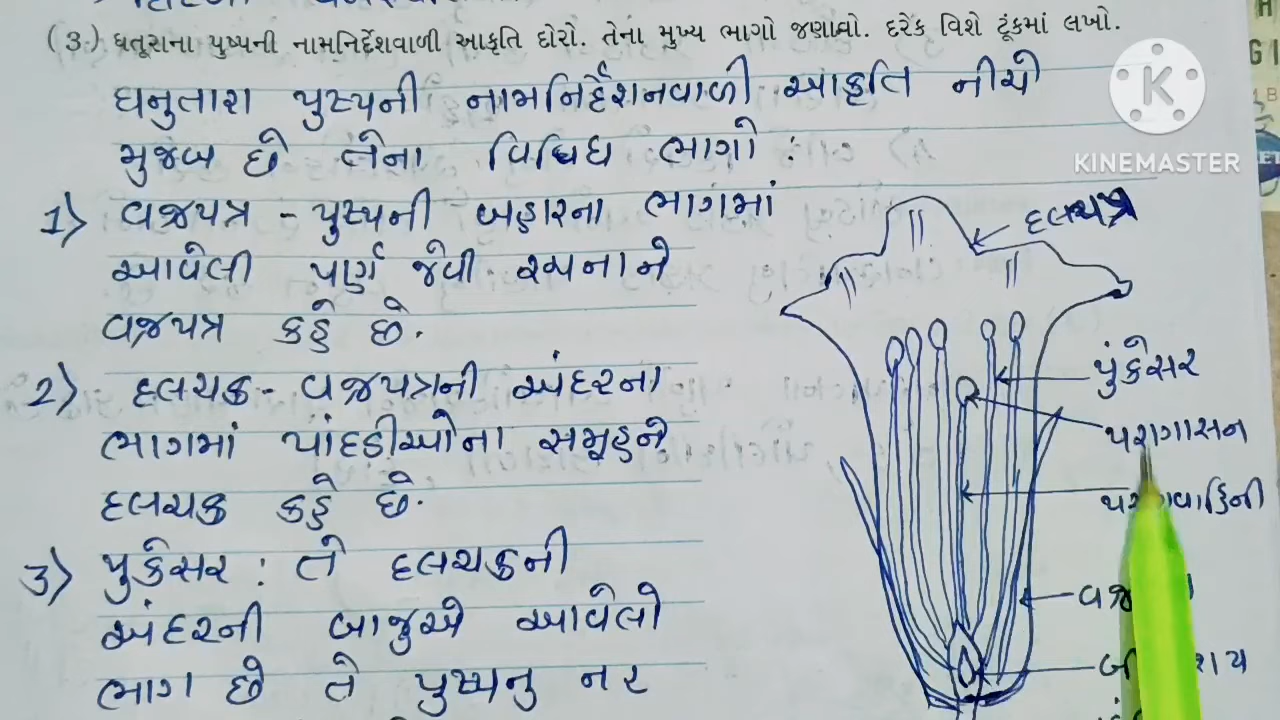 (3.) ધતૂરાના પુષ્પની નામનિર્દેશવાળી આકૃતિ દોરો. તેના મુખ્ય ભાગો જણાવો. દરેક વિશે ટૂંકમાં લખો.
ધનુતારા પુષ્પની નામનિર્દેશનવાળી આકૃતિ નીચે
મુજબ છે તેના વિવિધ ભાગો :
KINEMASTER
1) વજ્રપત્ર - પુષ્પની બહારના ભાગમાં
આવેલી પર્ણ જેવી રચનાને
વજ્રપત્ર કહે છે.
2) દલચક્ર - વજ્રપત્રની અંદરના
ભાગમાં પાંદડીઓના સમૂહને
દલચક્ર કહે છે.
3) પુંકેસર : તે દલચક્રની
અંદરની બાજુએ આવેલો
ભાગ છે તે પુષ્પનુ નર
દલચક્ર
પુંકેસર
પરાગાસન